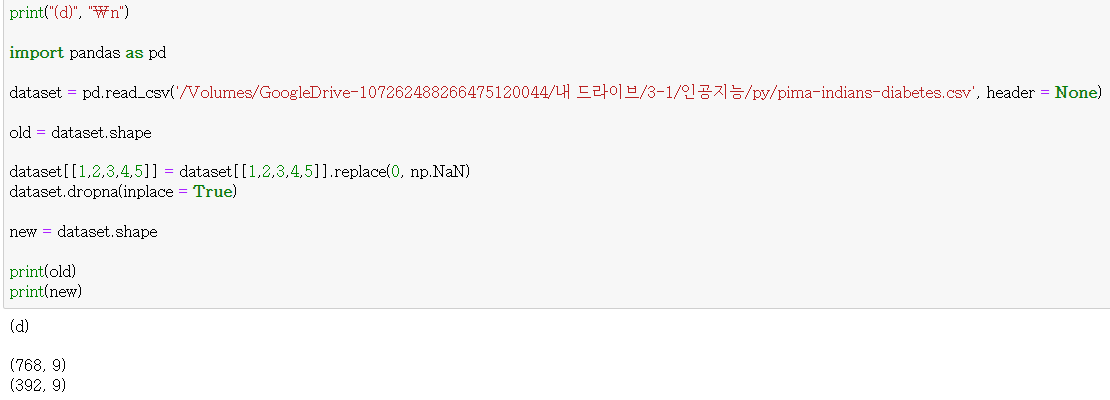 print("(d)", "₩n")
import pandas as pd
dataset = pd.read_csv('/Volumes/GoogleDrive-107262488266475120044/내 드라이브/3-1/인공지능/py/pima-indians-diabetes.csv', header = None)
old = dataset.shape
dataset[[1,2,3,4,5]] = dataset[[1,2,3,4,5]].replace(0, np.NaN)
dataset.dropna(inplace = True)
new = dataset.shape
print(old)
print(new)
(d)
(768, 9)
(392, 9)